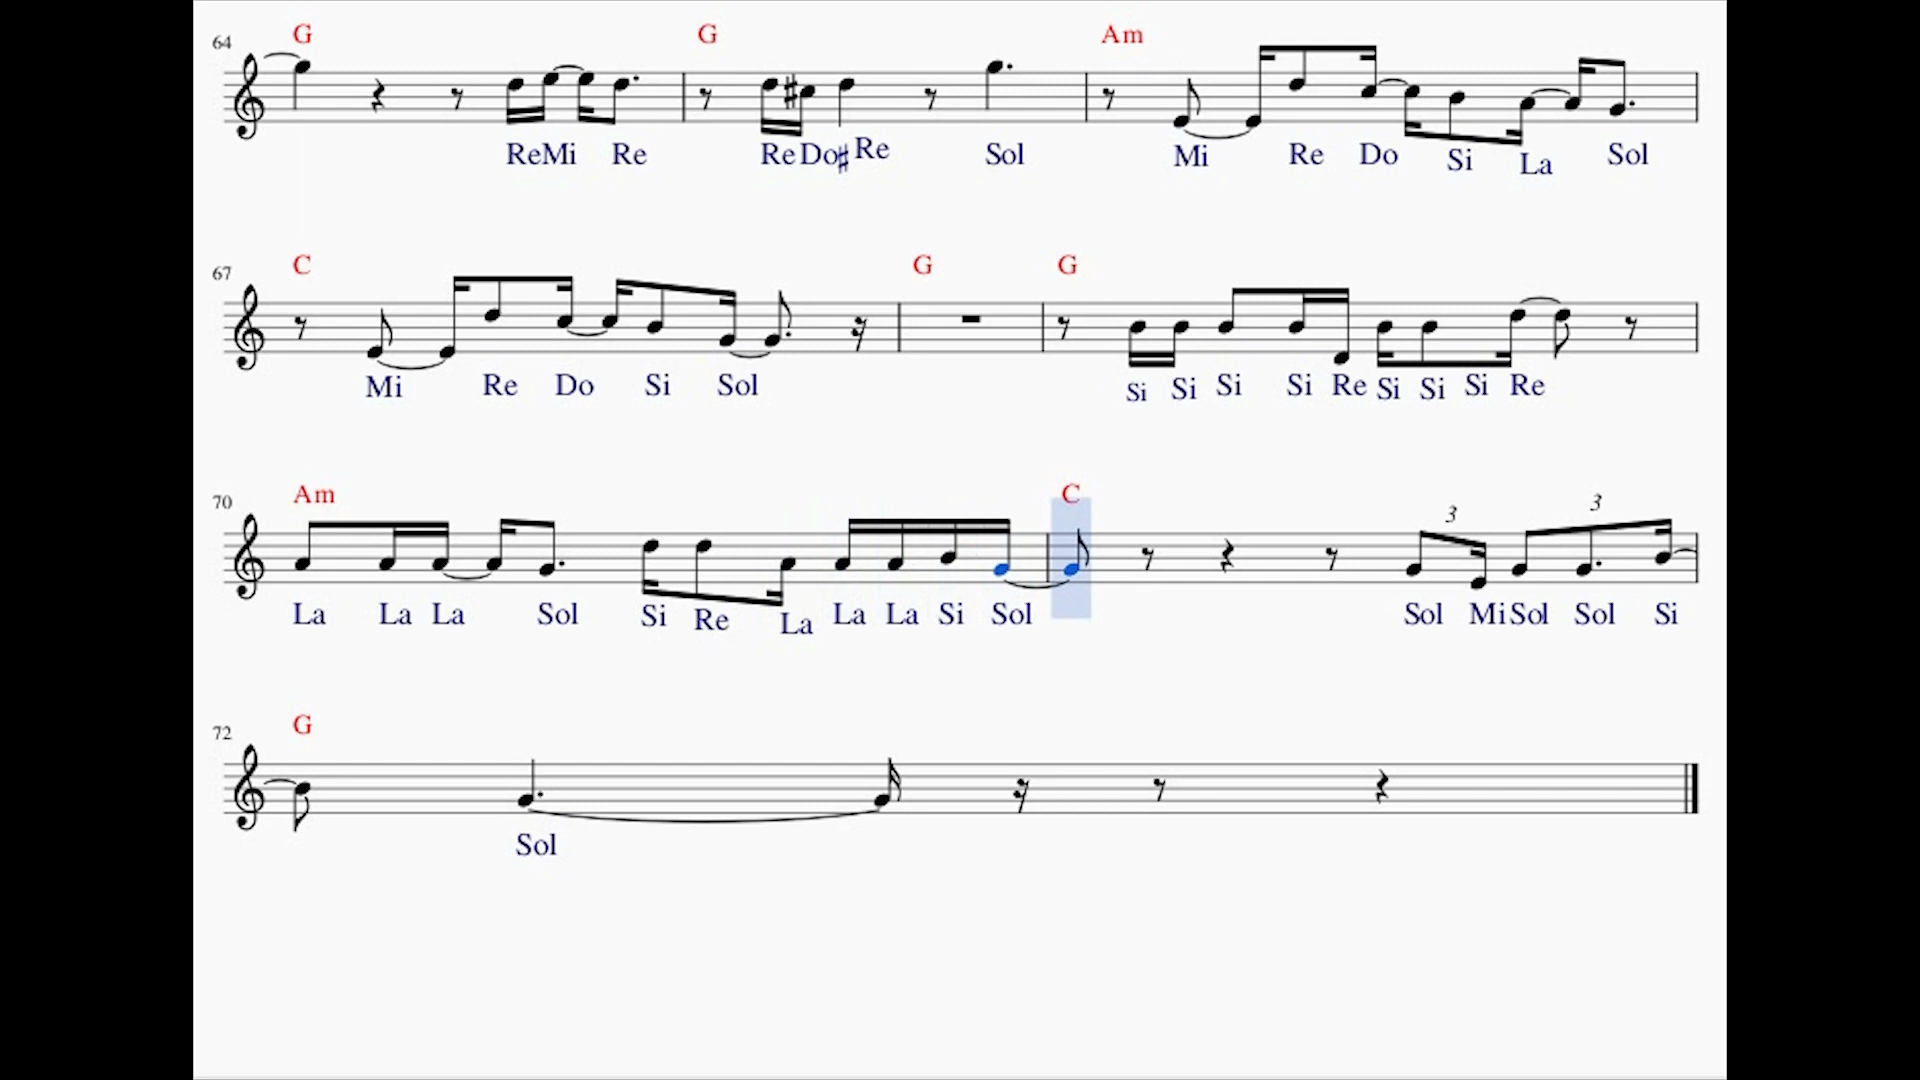 G G Am
64
Re Mi Re Re Do♯ Re Sol Mi Re Do Si La Sol
C G G
67
Mi Re Do Si Sol Si Si Si Si Re Si Si Si Re
Am C
70 3 3
La La La Sol Si Re La La La Si Sol Sol Mi Sol Sol Si
G
72
Sol